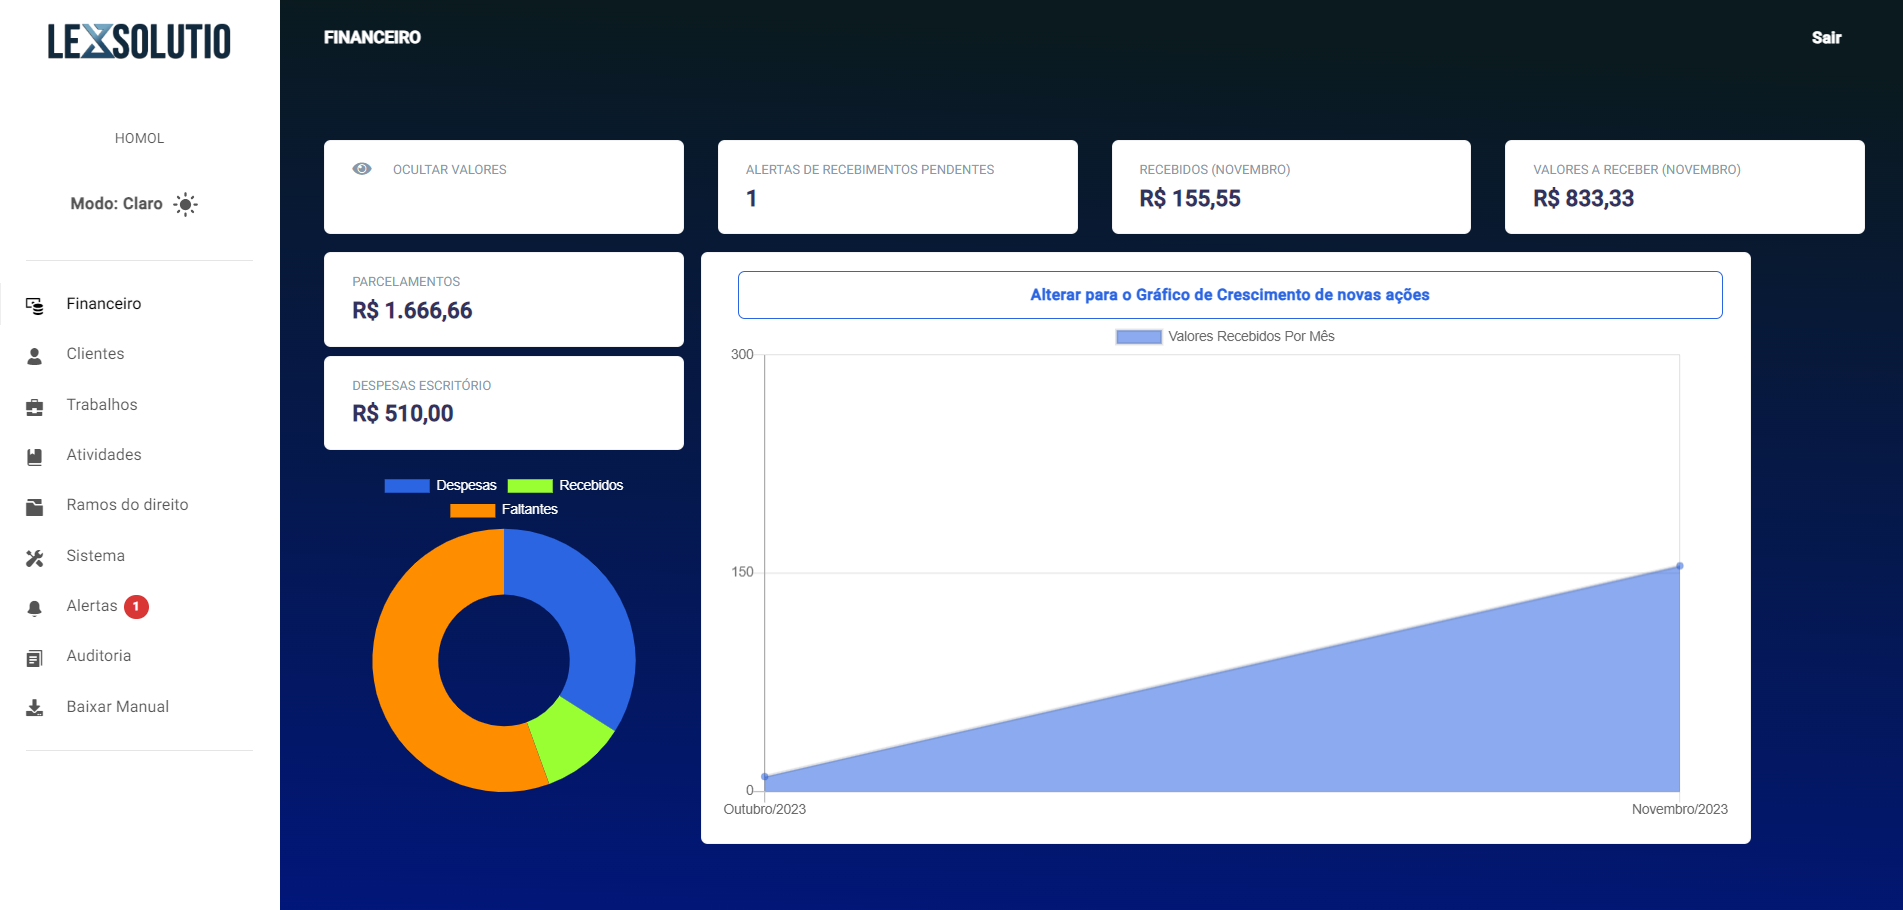 LEXSOLUTIO
HOMOL
Modo: Claro
Financeiro
Clientes
Trabalhos
Atividades
Ramos do direito
Sistema
Alertas 1
Auditoria
Baixar Manual
FINANCEIRO
Sair
OCULTAR VALORES
ALERTAS DE RECEBIMENTOS PENDENTES
1
RECEBIDOS (NOVEMBRO)
R$ 155,55
VALORES A RECEBER (NOVEMBRO)
R$ 833,33
PARCELAMENTOS
R$ 1.666,66
DESPESAS ESCRITÓRIO
R$ 510,00
Despesas
Recebidos
Faltantes
Alterar para o Gráfico de Crescimento de novas ações
Valores Recebidos Por Mês
300
150
0
Outubro/2023
Novembro/2023